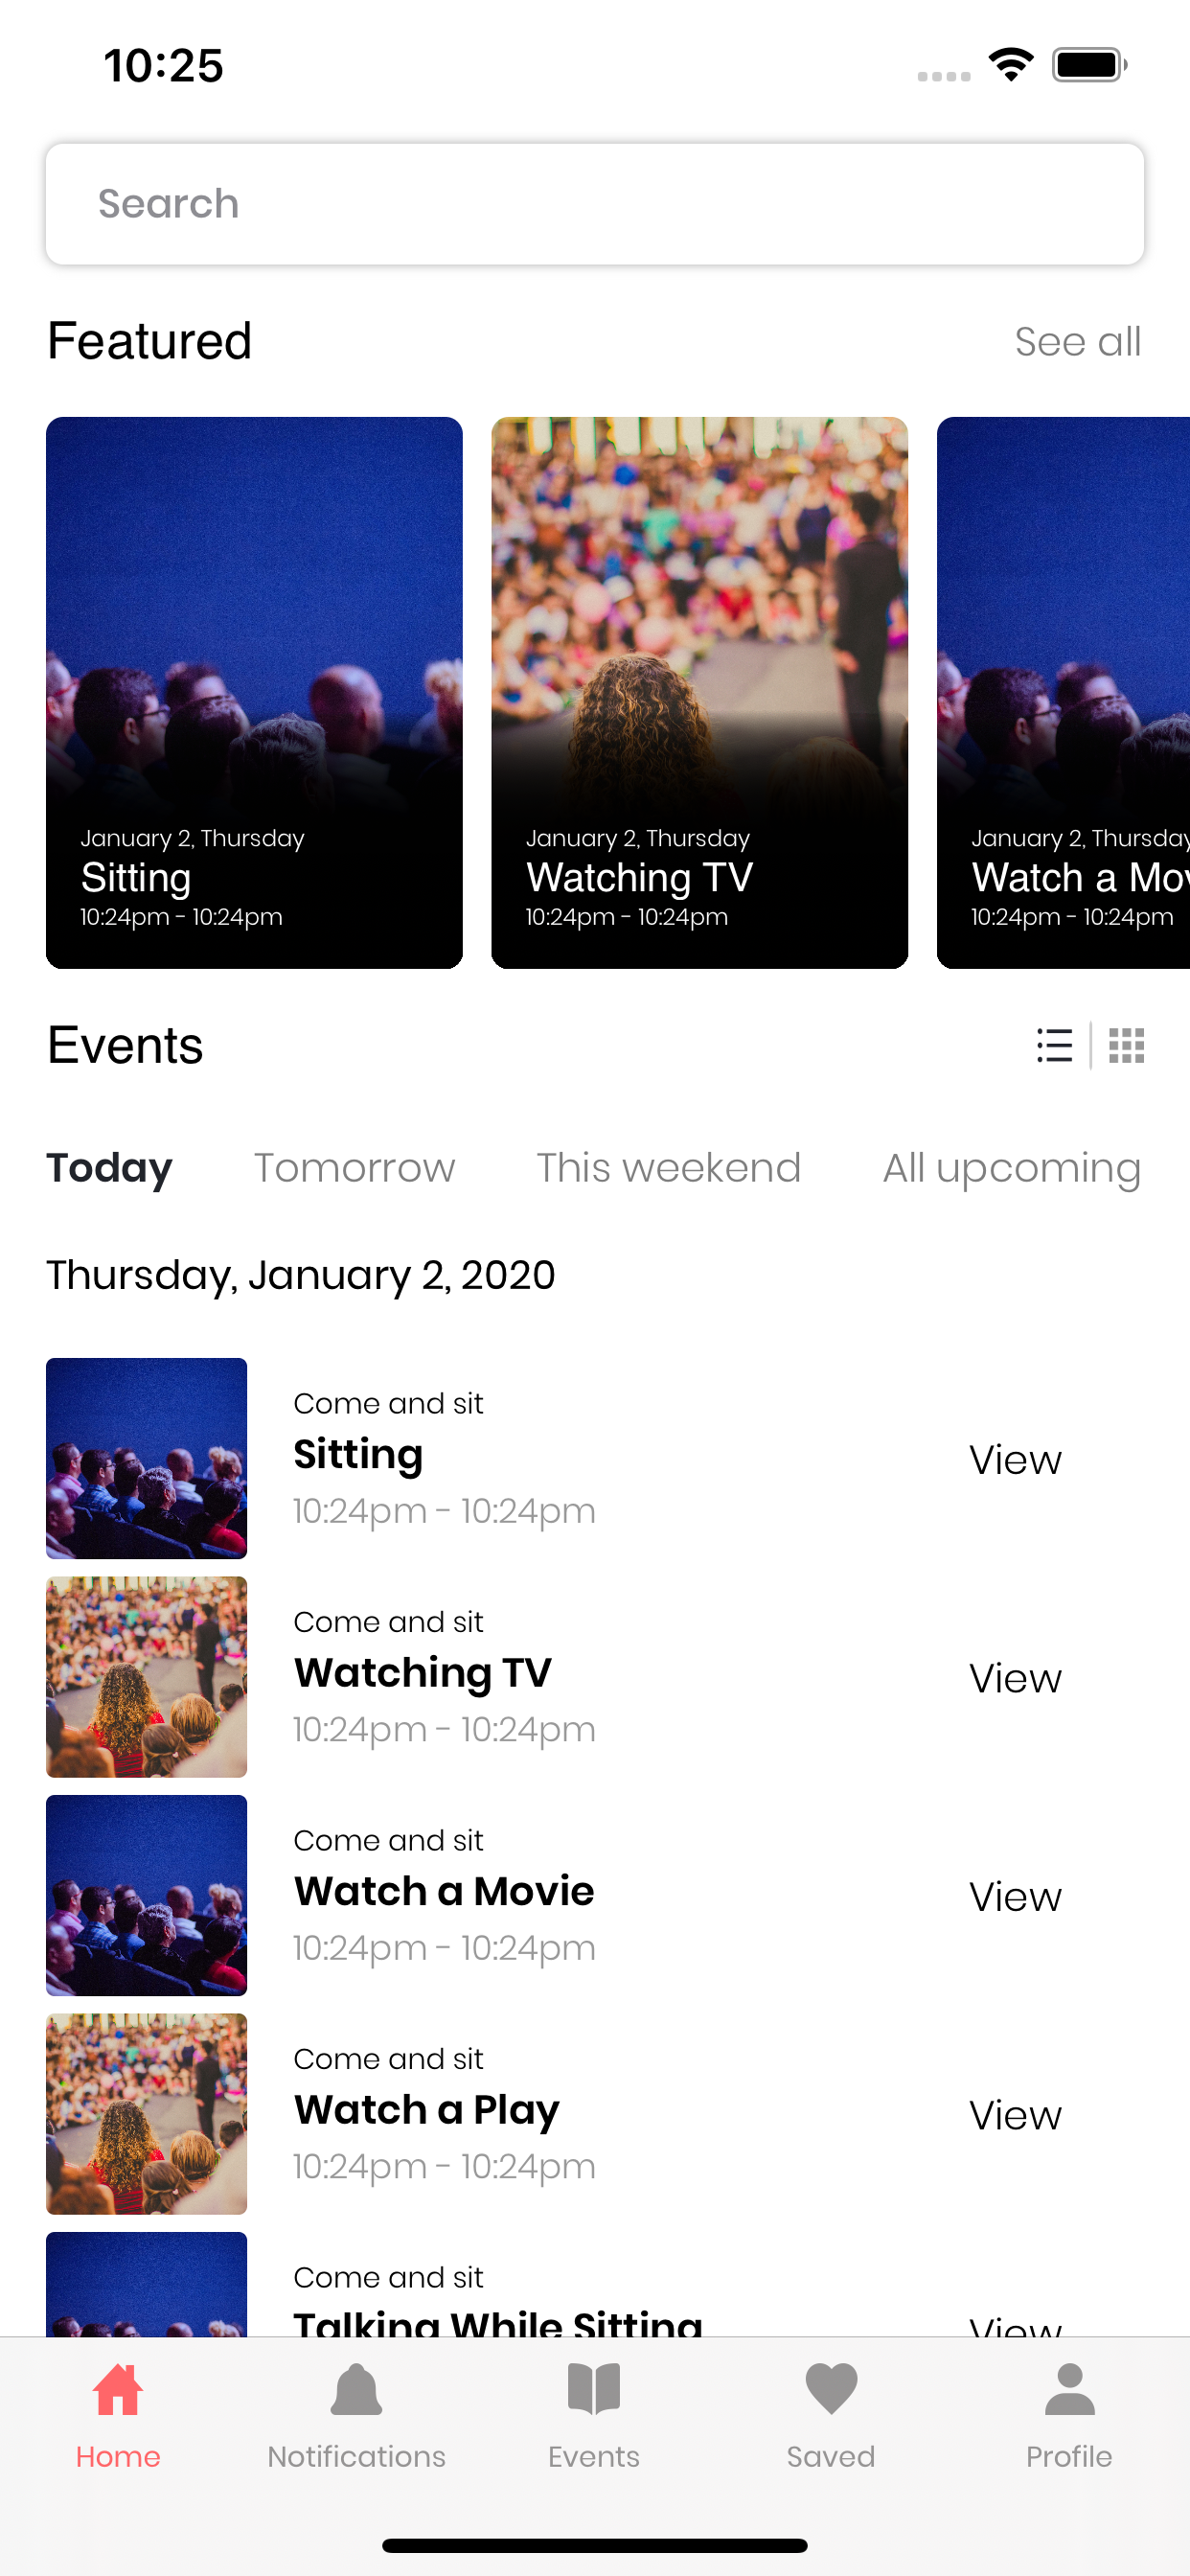 10:25
Search
Featured
See all
January 2, Thursday
Sitting
10:24pm - 10:24pm
January 2, Thursday
Watching TV
10:24pm - 10:24pm
January 2, Thursday
Watch a Mov
10:24pm - 10:24pm
Events
Today
Tomorrow
This weekend
All upcoming
Thursday, January 2, 2020
Come and sit
Sitting
10:24pm - 10:24pm
View
Come and sit
Watching TV
10:24pm - 10:24pm
View
Come and sit
Watch a Movie
10:24pm - 10:24pm
View
Come and sit
Watch a Play
10:24pm - 10:24pm
View
Come and sit
Talking While Sitting
View
Home
Notifications
Events
Saved
Profile